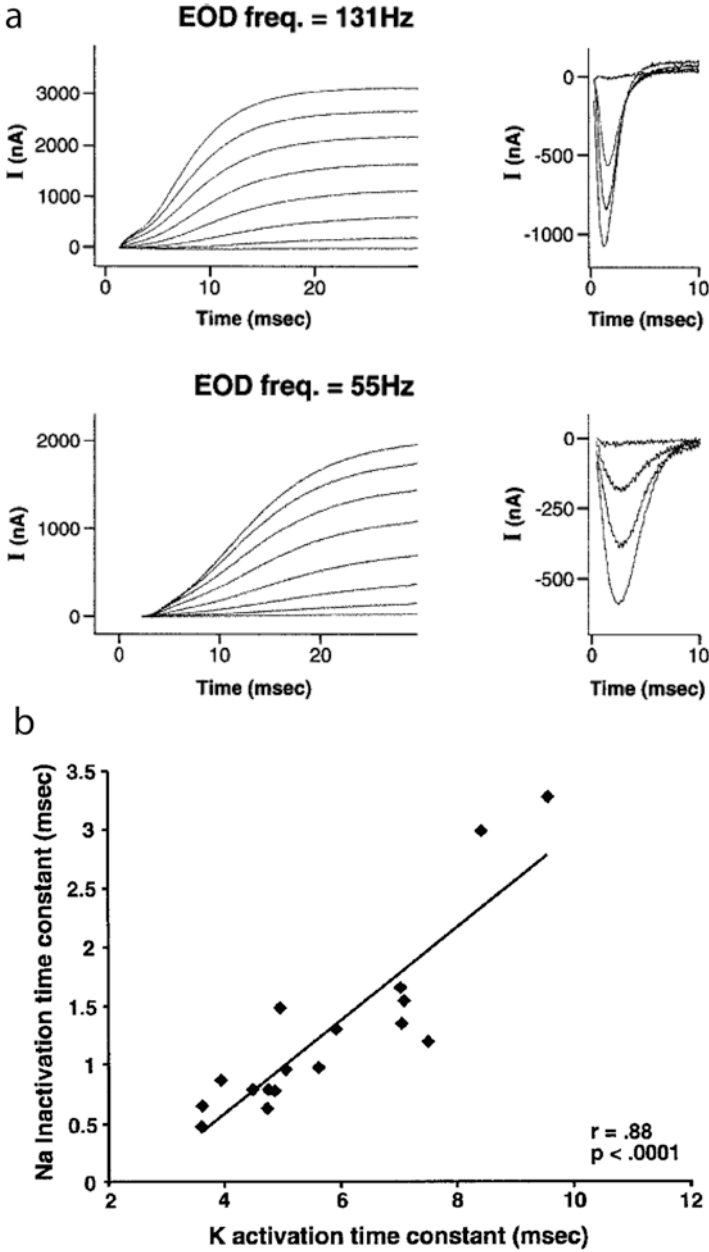 a
EOD freq. = 131Hz
I (nA)
3000
2000
1000
0
0 10 20
Time (msec)
I (nA)
0
-500
-1000
0 10
Time (msec)
EOD freq. = 55Hz
I (nA)
2000
1000
0
0 10 20
Time (msec)
I (nA)
0
-250
-500
0 10
Time (msec)
b
Na Inactivation time constant (msec)
3.5
3
2.5
2
1.5
1
0.5
0
2 4 6 8 10 12
r = .88
p < .0001
K activation time constant (msec)